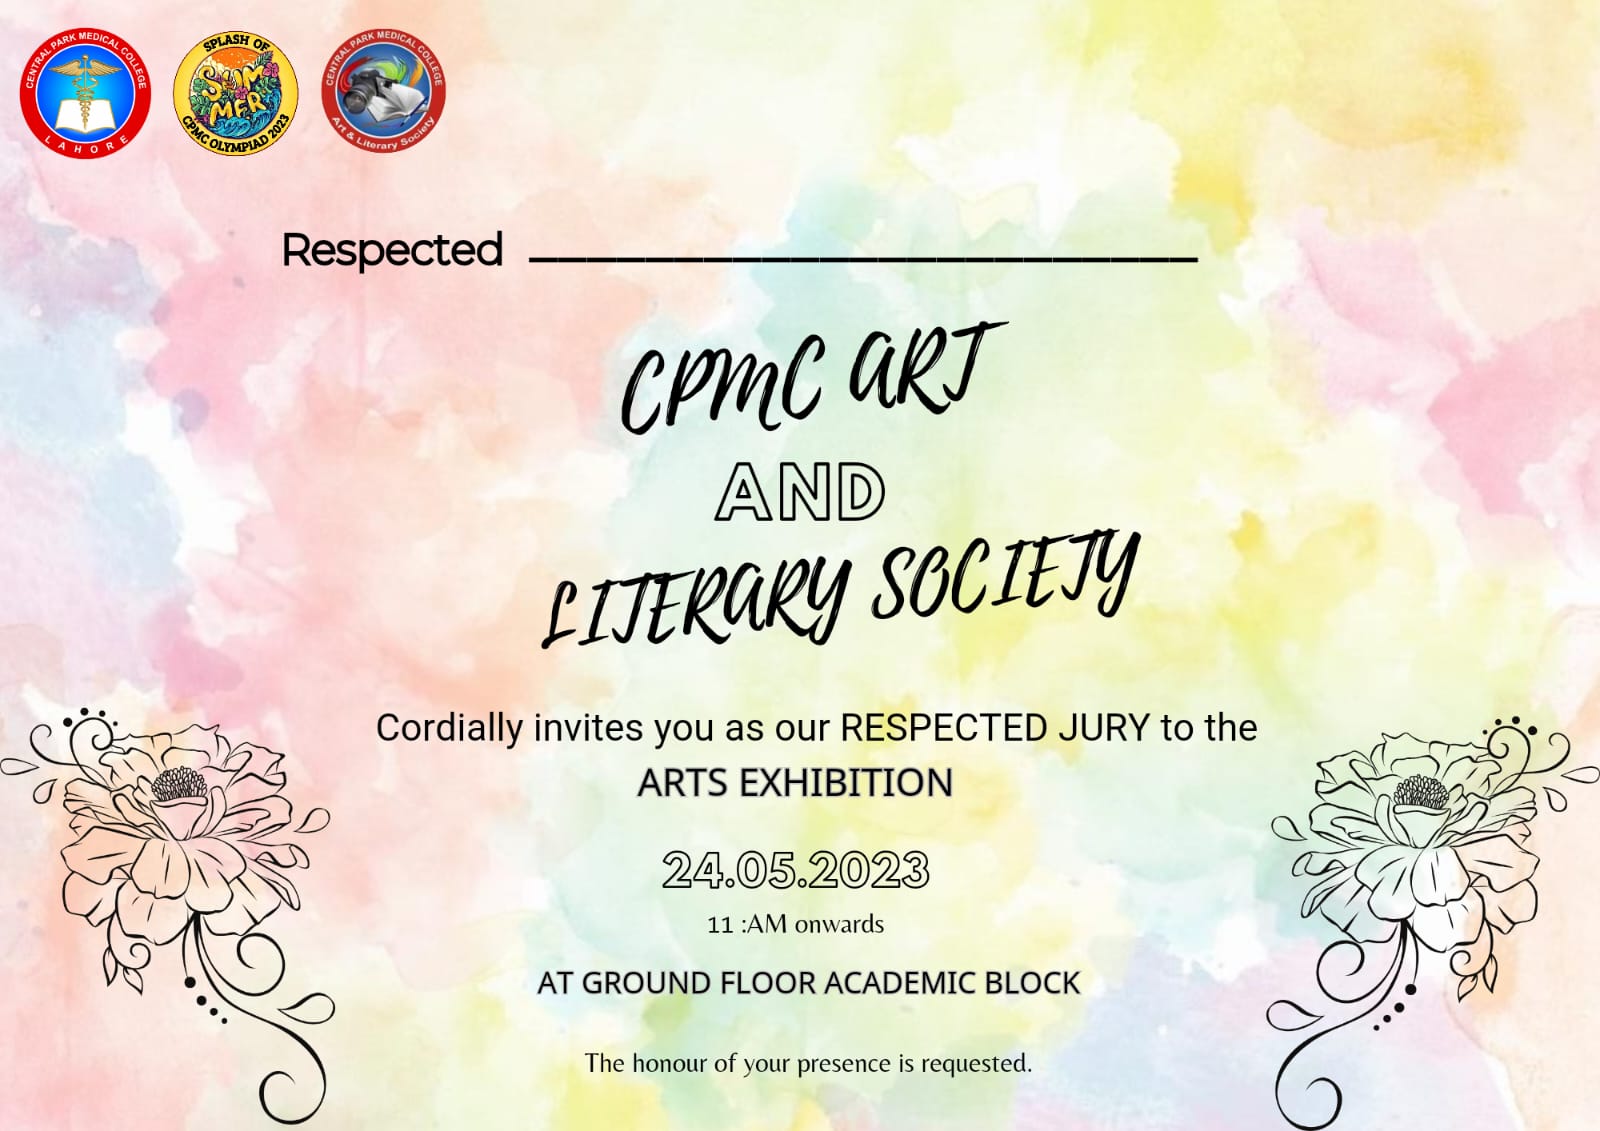 CENTRAL PARK MEDICAL COLLEGE
LAHORE
SPLASH OF
SUMMER
CPMC OLYMPIAD 2023
CENTRAL PARK MEDICAL COLLEGE
Art & Literary Society
Respected _______________________
CPMC ART
AND
LITERARY SOCIETY
Cordially invites you as our RESPECTED JURY to the
ARTS EXHIBITION
24.05.2023
11 :AM onwards
AT GROUND FLOOR ACADEMIC BLOCK
The honour of your presence is requested.